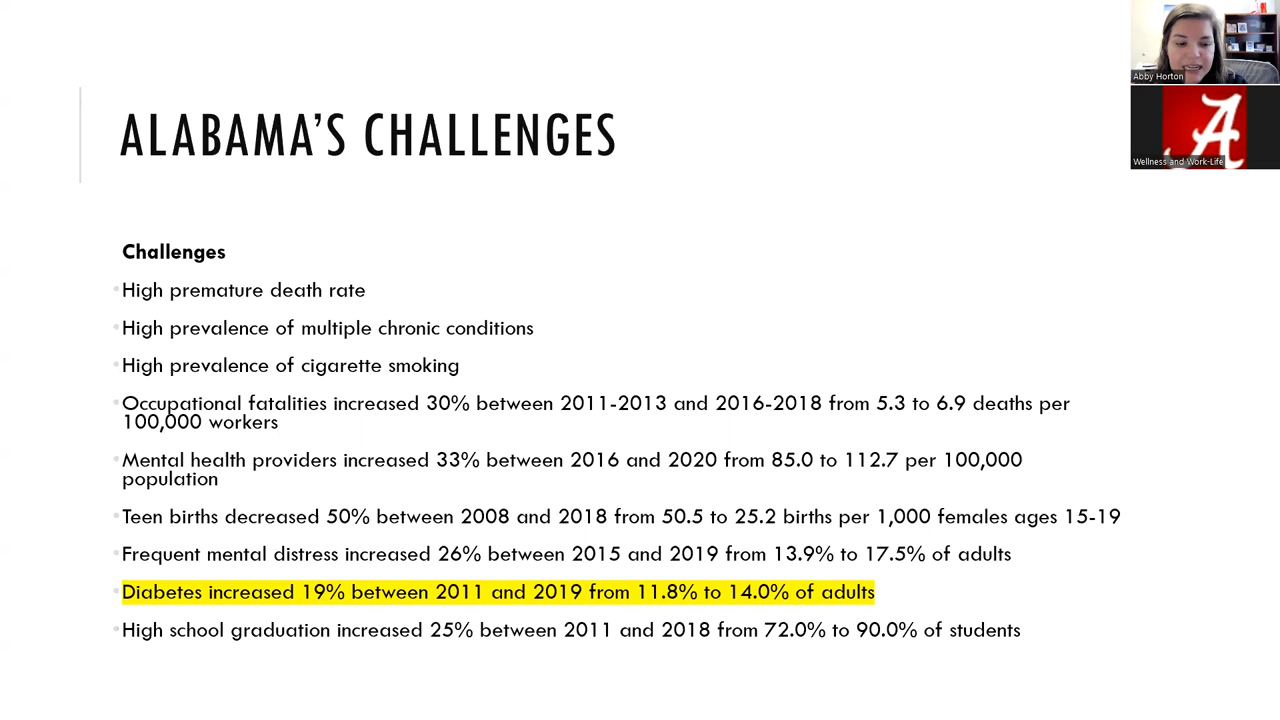 Abby Horton
A
Wellness and Work-Life
ALABAMA’S CHALLENGES
Challenges
High premature death rate
High prevalence of multiple chronic conditions
High prevalence of cigarette smoking
Occupational fatalities increased 30% between 2011-2013 and 2016-2018 from 5.3 to 6.9 deaths per
100,000 workers
Mental health providers increased 33% between 2016 and 2020 from 85.0 to 112.7 per 100,000
population
Teen births decreased 50% between 2008 and 2018 from 50.5 to 25.2 births per 1,000 females ages 15-19
Frequent mental distress increased 26% between 2015 and 2019 from 13.9% to 17.5% of adults
Diabetes increased 19% between 2011 and 2019 from 11.8% to 14.0% of adults
High school graduation increased 25% between 2011 and 2018 from 72.0% to 90.0% of students